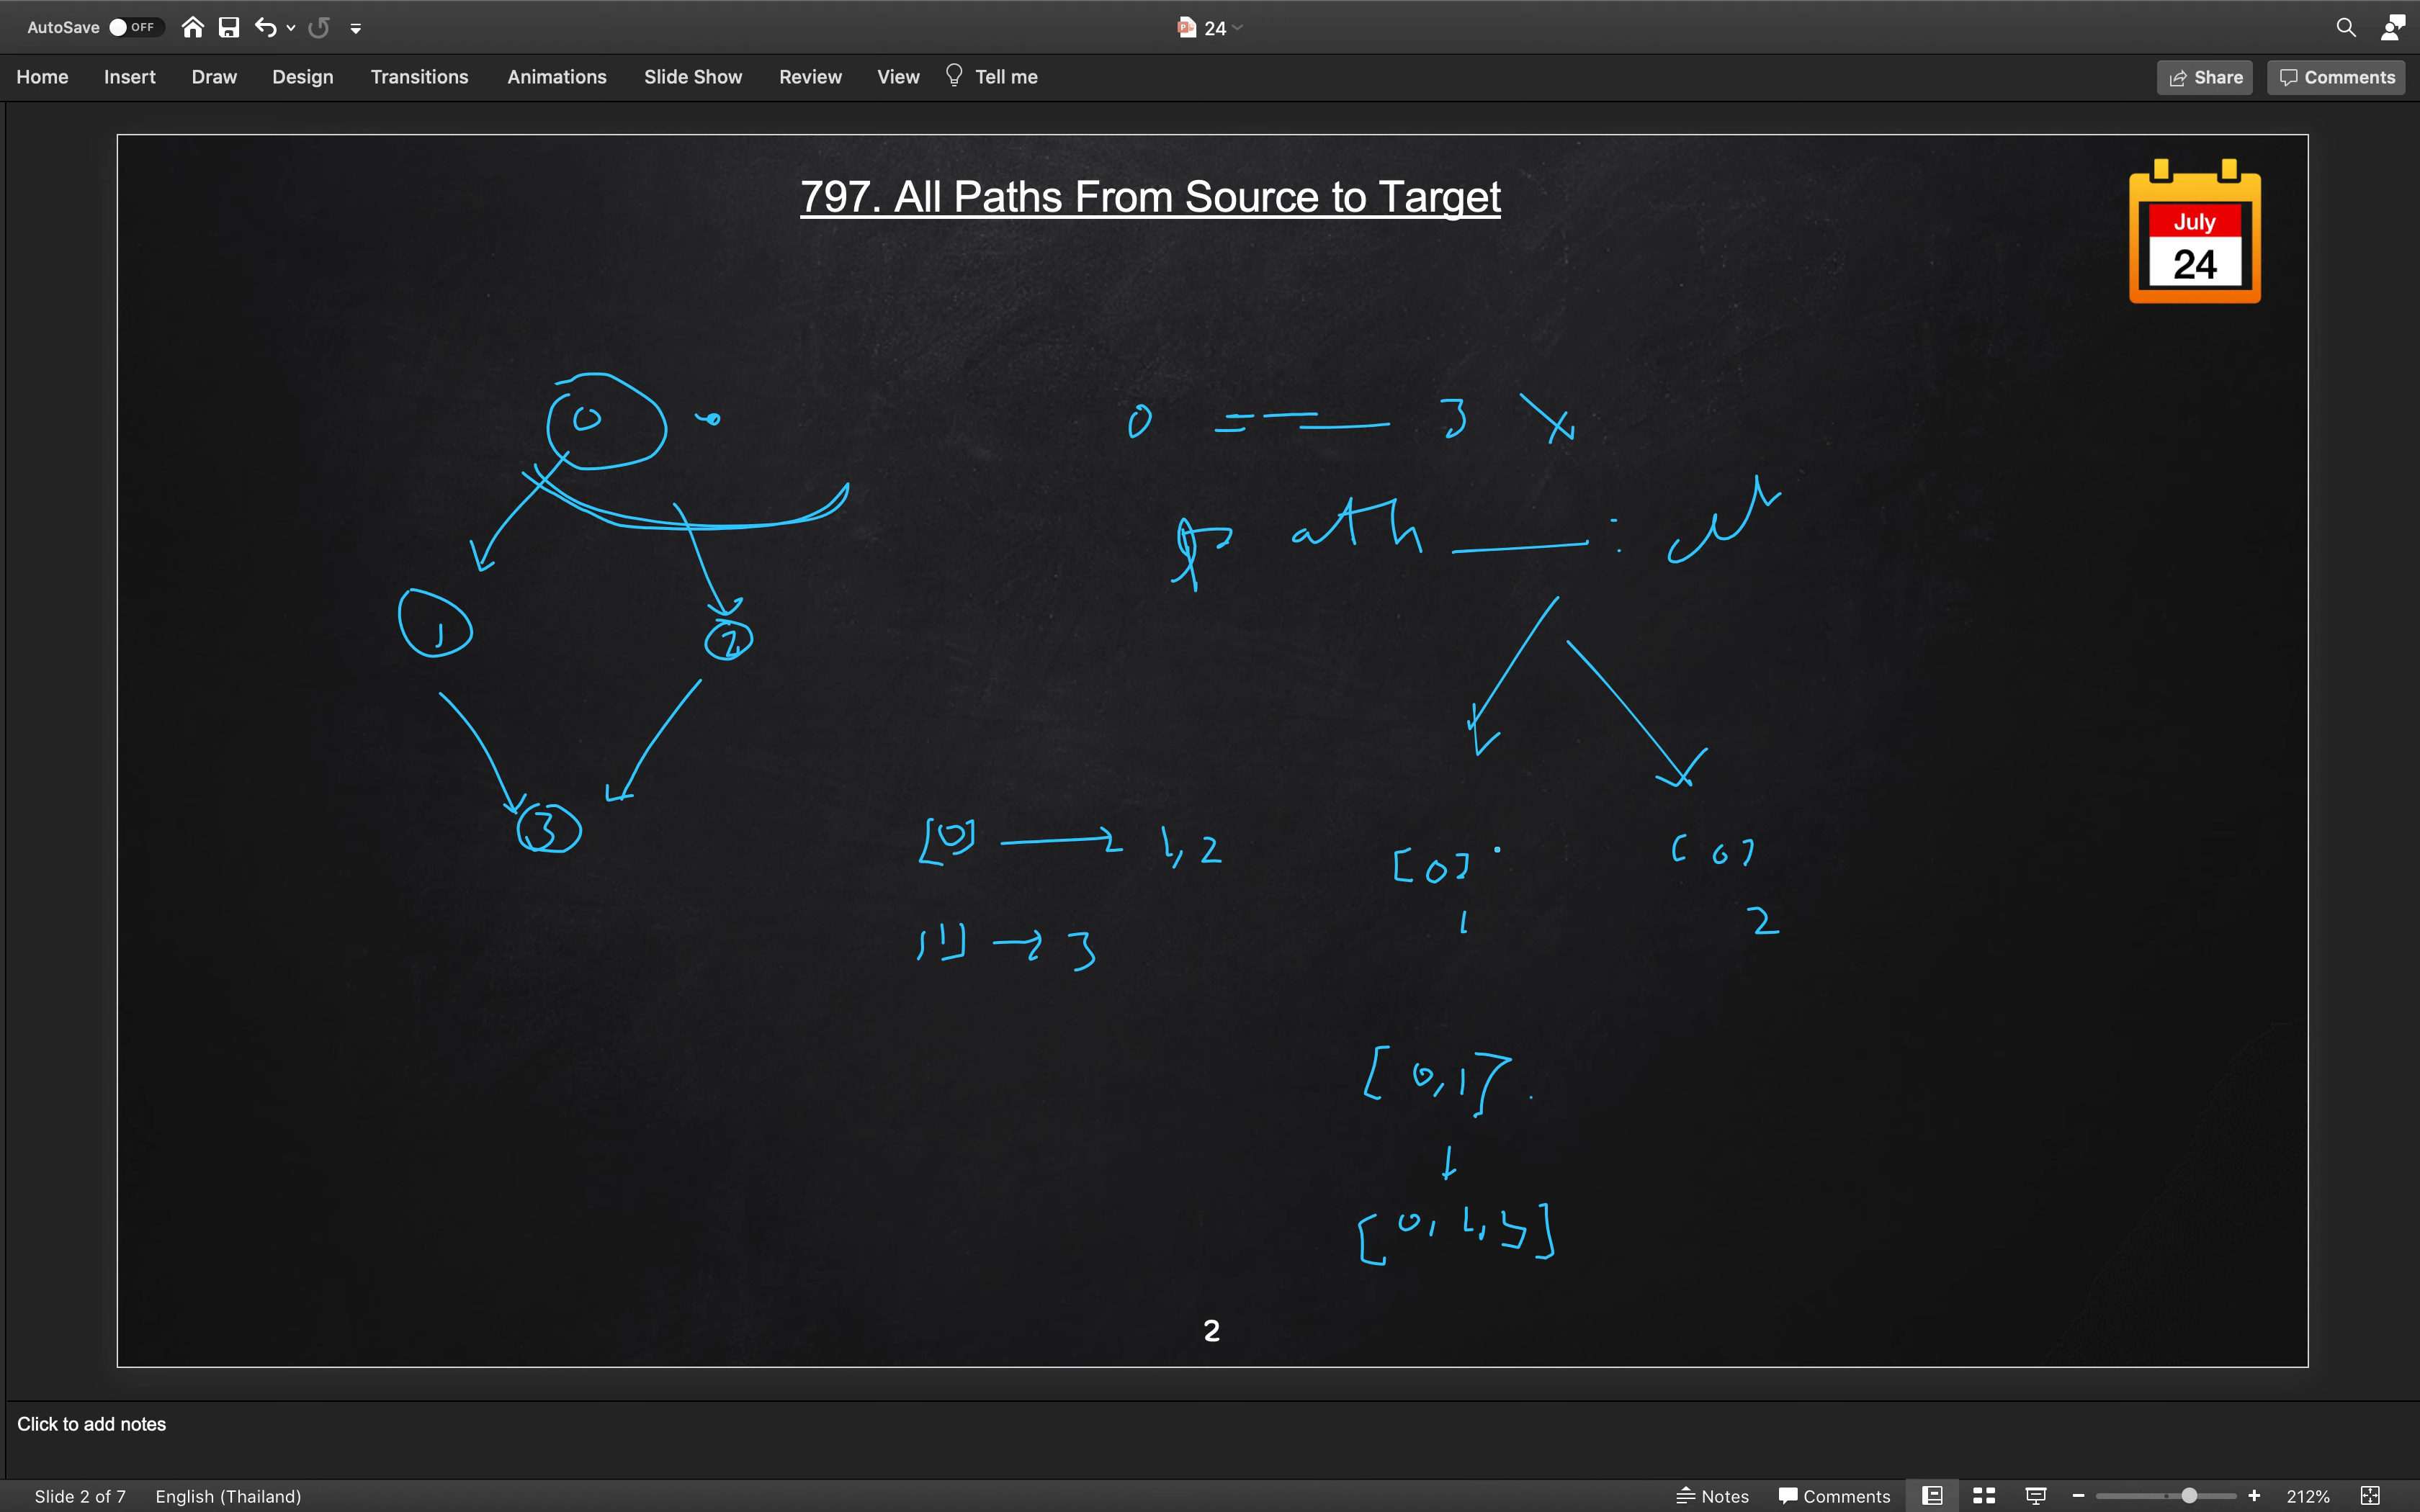 AutoSave OFF 24
Home Insert Draw Design Transitions Animations Slide Show Review View Tell me Share Comments
797. All Paths From Source to Target
July
24
0
0 == 3
path :
1
2
3
[0] → 1, 2
[0]
[0]
1
2
[1] → 3
[0, 1]
[0, 1, 3]
2
Click to add notes
Slide 2 of 7 English (Thailand) Notes Comments 212%